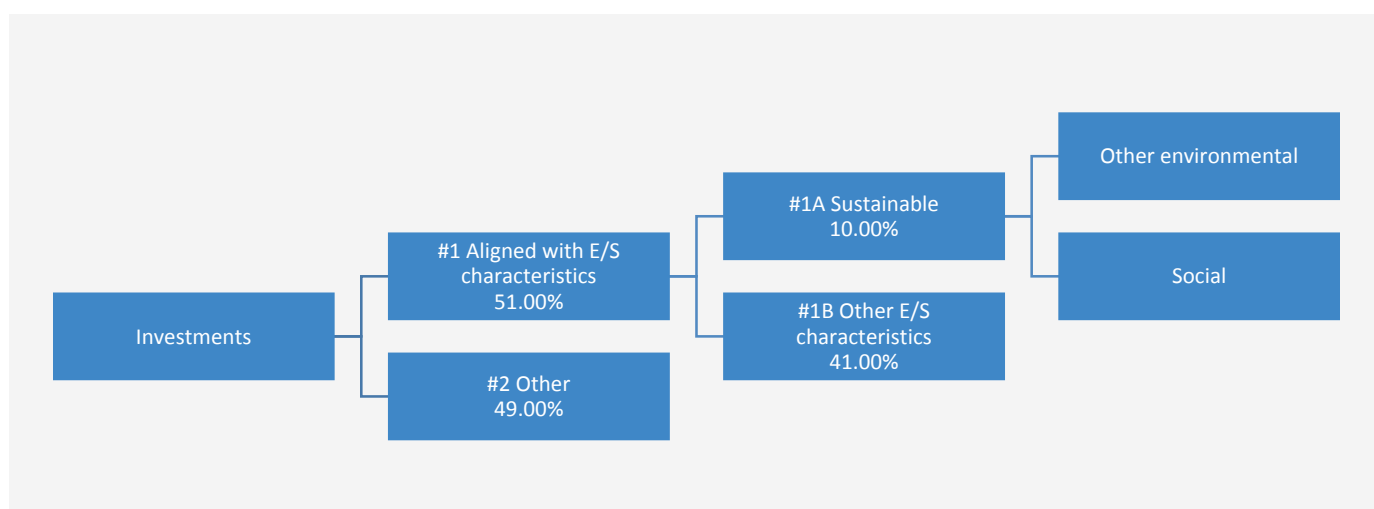 Investments
#1 Aligned with E/S
characteristics
51.00%
#2 Other
49.00%
#1A Sustainable
10.00%
#1B Other E/S
characteristics
41.00%
Other environmental
Social